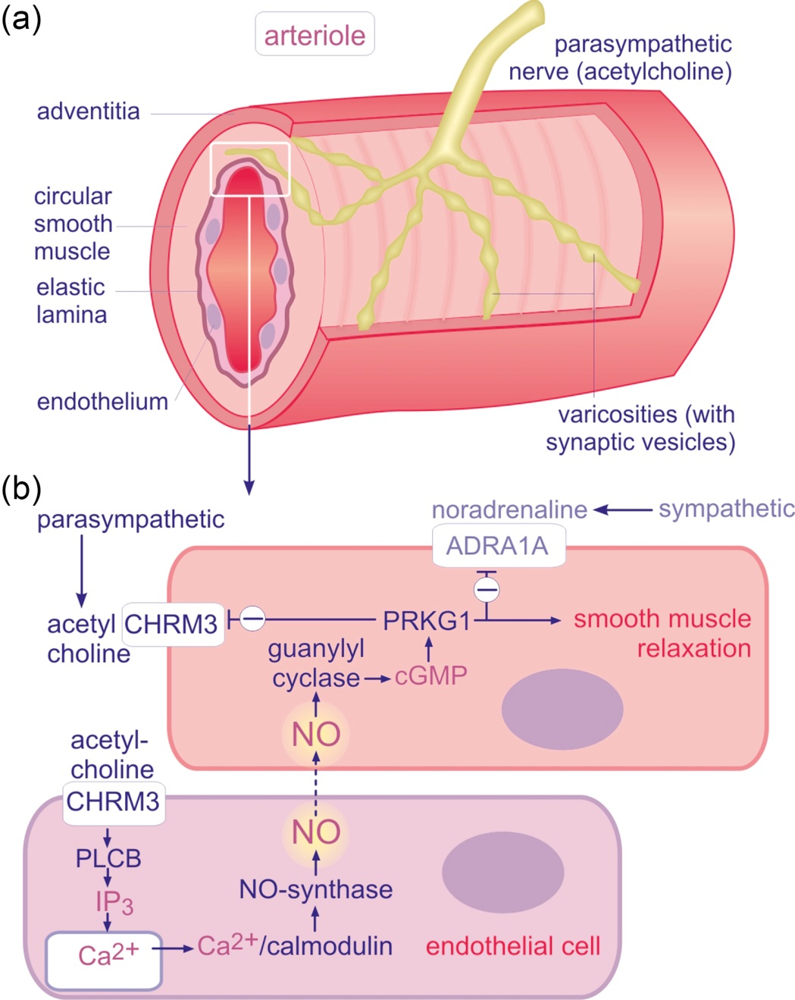 (a)
arteriole
parasympathetic
nerve (acetylcholine)
adventitia
circular
smooth
muscle
elastic
lamina
endothelium
varicosities (with
synaptic vesicles)
(b)
parasympathetic
noradrenaline
sympathetic
ADRA1A
acetyl
choline
CHRM3
PRKG1
smooth muscle
relaxation
guanylyl
cyclase
cGMP
NO
acetyl-
choline
CHRM3
NO
PLCB
NO-synthase
IP3
Ca2+
Ca2+/calmodulin
endothelial cell